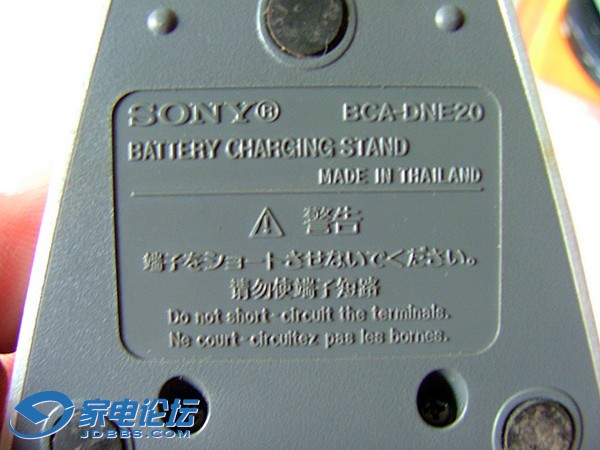 SONY® BCA-DNE20
BATTERY CHARGING STAND
MADE IN THAILAND
⚠ 警告
端子をショートさせないでください。
请勿使端子短路
Do not short-circuit the terminals.
Ne court-circuitez pas les bornes.
家电论坛
JDBBS.COM